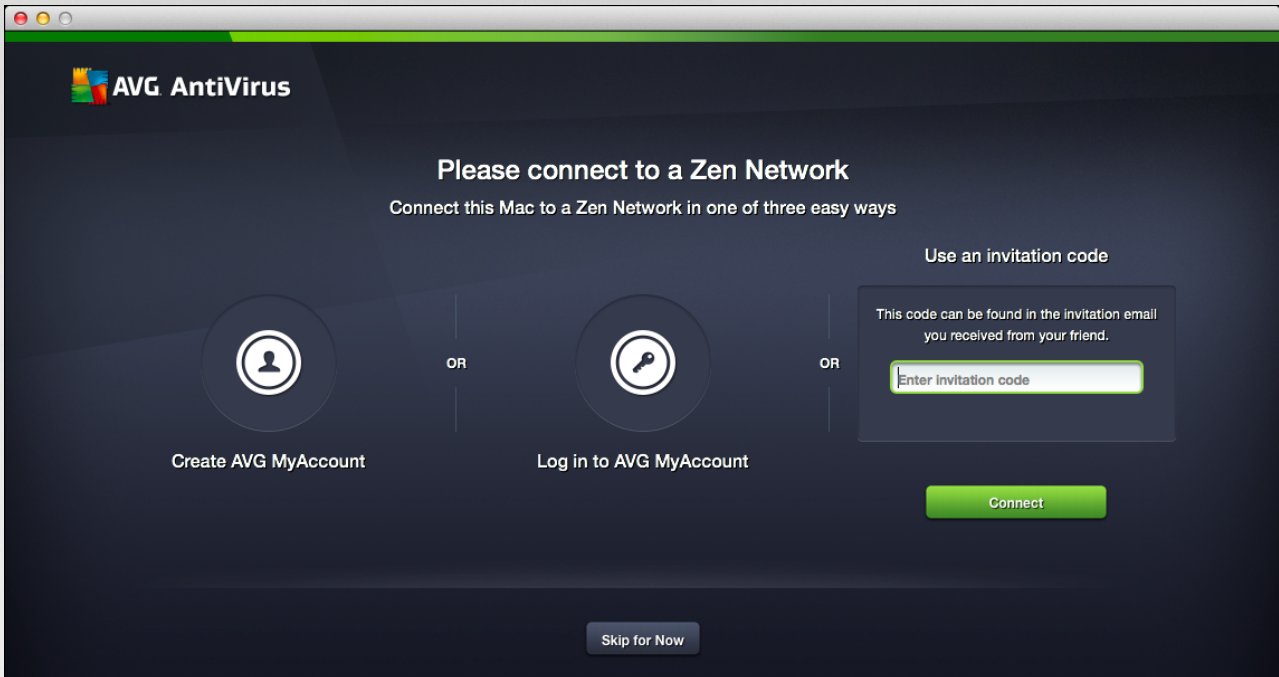 AVG AntiVirus
Please connect to a Zen Network
Connect this Mac to a Zen Network in one of three easy ways
Create AVG MyAccount
OR
Log in to AVG MyAccount
OR
Use an invitation code
This code can be found in the invitation email
you received from your friend.
Enter invitation code
Connect
Skip for Now